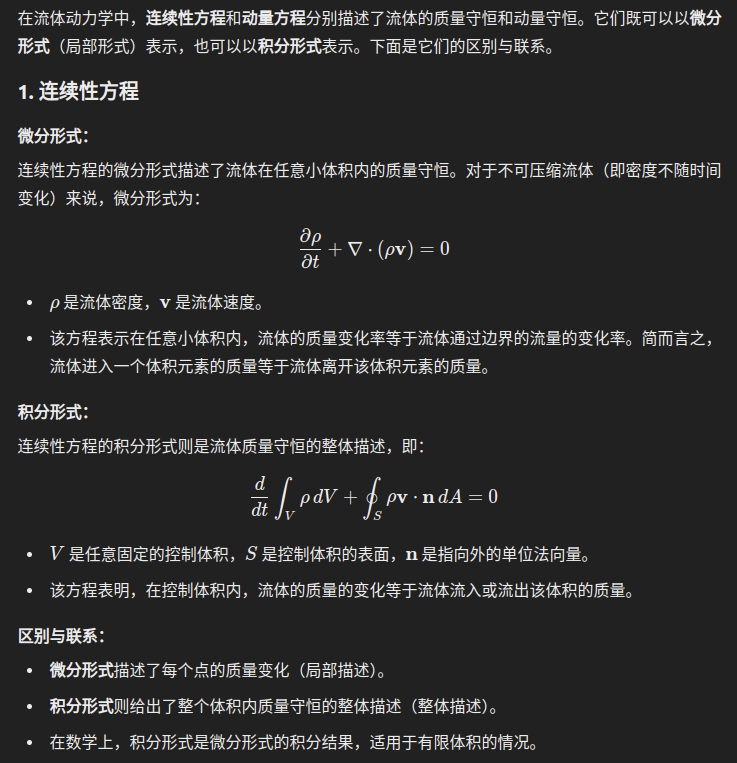 在流体动力学中，连续性方程和动量方程分别描述了流体的质量守恒和动量守恒。它们既可以以微分
形式（局部形式）表示，也可以以积分形式表示。下面是它们的区别与联系。
1. 连续性方程
微分形式：
连续性方程的微分形式描述了流体在任意小体积内的质量守恒。对于不可压缩流体（即密度不随时间
变化）来说，微分形式为：
∂ρ/∂t + ∇ · (ρv) = 0
• ρ 是流体密度，v 是流体速度。
• 该方程表示在任意小体积内，流体的质量变化率等于流体通过边界的流量的变化率。简而言之，
流体进入一个体积元素的质量等于流体离开该体积元素的质量。
积分形式：
连续性方程的积分形式则是流体质量守恒的整体描述，即：
d/dt ∫_V ρ dV + ∮_S ρv · n dA = 0
• V 是任意固定的控制体积，S 是控制体积的表面，n 是指向外的单位法向量。
• 该方程表明，在控制体积内，流体的质量的变化等于流体流入或流出该体积的质量。
区别与联系：
• 微分形式描述了每个点的质量变化（局部描述）。
• 积分形式则给出了整个体积内质量守恒的整体描述（整体描述）。
• 在数学上，积分形式是微分形式的积分结果，适用于有限体积的情况。